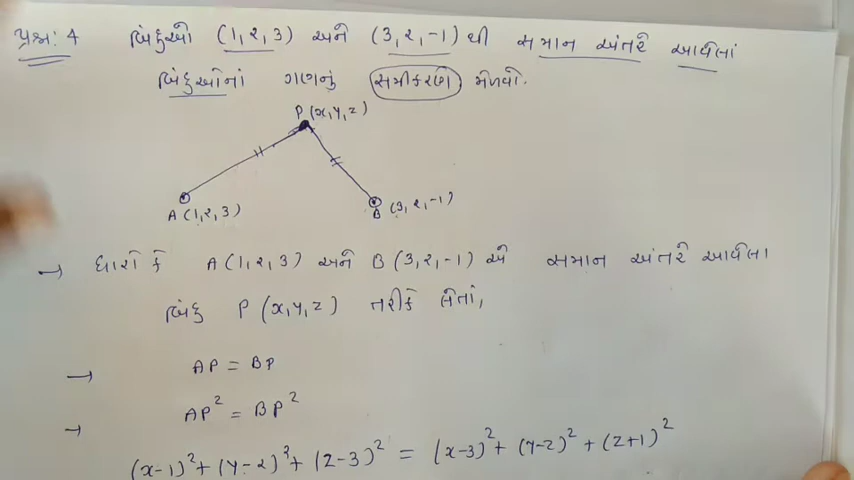 પ્રશ્ન: 4 બિંદુઓ (1,2,3) અને (3,2,-1) થી સમાન અંતરે આવેલાં
બિંદુઓનાં ગણનું સમીકરણ મેળવો.
P (x,y,z)
A (1,2,3)
B (3,2,-1)
→ ધારો કે A (1,2,3) અને B (3,2,-1) એ સમાન અંતરે આવેલા
બિંદુ P (x,y,z) તરીકે લેતાં,
→ AP = BP
→ AP² = BP²
(x-1)² + (y-2)² + (z-3)² = (x-3)² + (y-2)² + (z+1)²